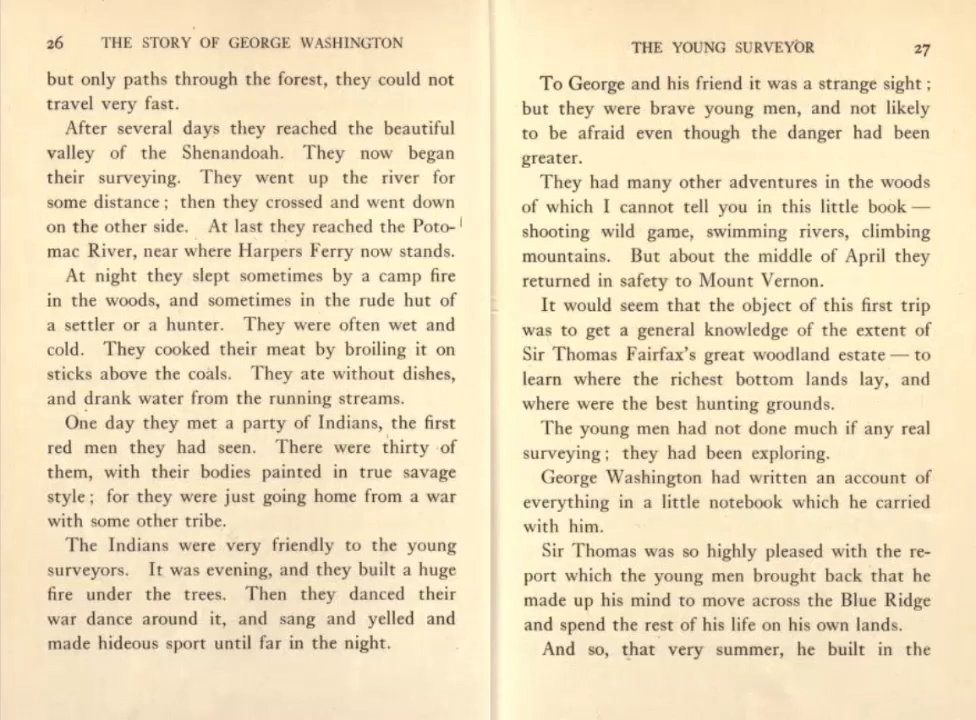 26 THE STORY OF GEORGE WASHINGTON
but only paths through the forest, they could not
travel very fast.
After several days they reached the beautiful
valley of the Shenandoah. They now began
their surveying. They went up the river for
some distance; then they crossed and went down
on the other side. At last they reached the Poto-
mac River, near where Harpers Ferry now stands.
At night they slept sometimes by a camp fire
in the woods, and sometimes in the rude hut of
a settler or a hunter. They were often wet and
cold. They cooked their meat by broiling it on
sticks above the coals. They ate without dishes,
and drank water from the running streams.
One day they met a party of Indians, the first
red men they had seen. There were thirty of
them, with their bodies painted in true savage
style; for they were just going home from a war
with some other tribe.
The Indians were very friendly to the young
surveyors. It was evening, and they built a huge
fire under the trees. Then they danced their
war dance around it, and sang and yelled and
made hideous sport until far in the night.
THE YOUNG SURVEYOR 27
To George and his friend it was a strange sight;
but they were brave young men, and not likely
to be afraid even though the danger had been
greater.
They had many other adventures in the woods
of which I cannot tell you in this little book —
shooting wild game, swimming rivers, climbing
mountains. But about the middle of April they
returned in safety to Mount Vernon.
It would seem that the object of this first trip
was to get a general knowledge of the extent of
Sir Thomas Fairfax's great woodland estate — to
learn where the richest bottom lands lay, and
where were the best hunting grounds.
The young men had not done much if any real
surveying; they had been exploring.
George Washington had written an account of
everything in a little notebook which he carried
with him.
Sir Thomas was so highly pleased with the re-
port which the young men brought back that he
made up his mind to move across the Blue Ridge
and spend the rest of his life on his own lands.
And so, that very summer, he built in the